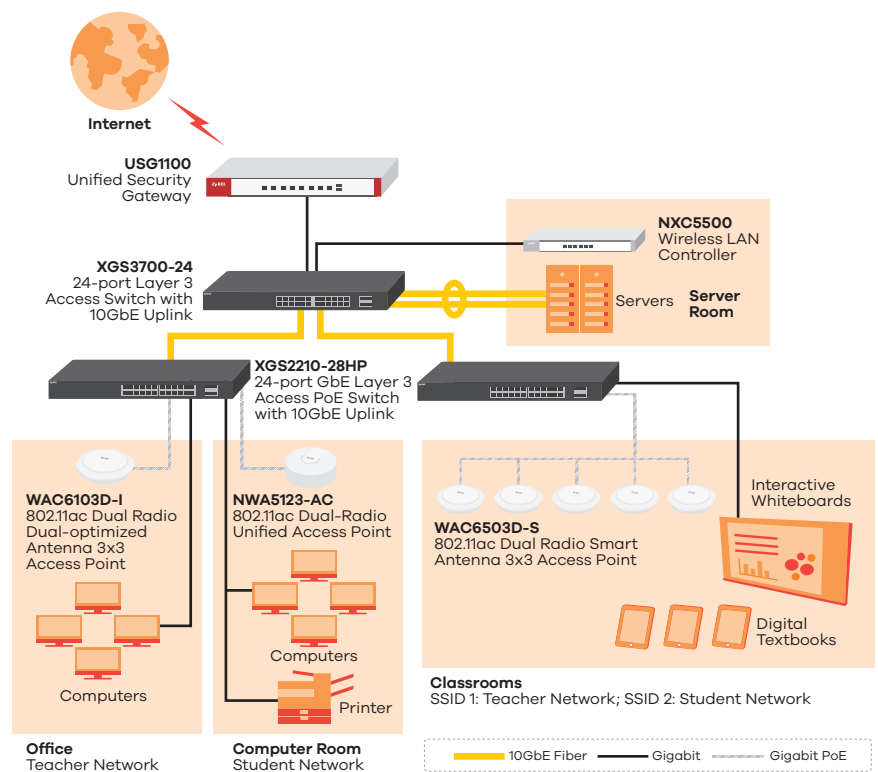 Internet
USG1100
Unified Security
Gateway
ZyXEL
NXC5500
Wireless LAN
Controller
XGS3700-24
24-port Layer 3
Access Switch with
10GbE Uplink
Servers
Server
Room
XGS2210-28HP
24-port GbE Layer 3
Access PoE Switch
with 10GbE Uplink
WAC6103D-I
802.11ac Dual Radio
Dual-optimized
Antenna 3x3
Access Point
Computers
NWA5123-AC
802.11ac Dual-Radio
Unified Access Point
Computers
Printer
WAC6503D-S
802.11ac Dual Radio Smart
Antenna 3x3 Access Point
Interactive
Whiteboards
Digital
Textbooks
Classrooms
SSID 1: Teacher Network; SSID 2: Student Network
Office
Teacher Network
Computer Room
Student Network
10GbE Fiber
Gigabit
Gigabit PoE